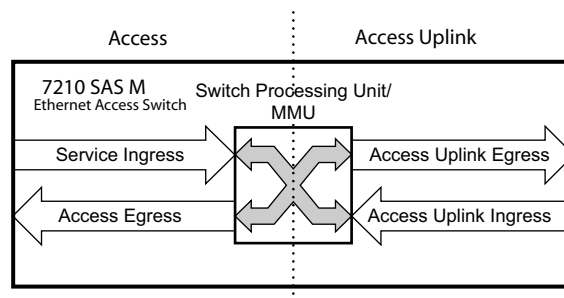 Access
Access Uplink
7210 SAS M
Ethernet Access Switch
Switch Processing Unit/
MMU
Service Ingress
Access Uplink Egress
Access Egress
Access Uplink Ingress